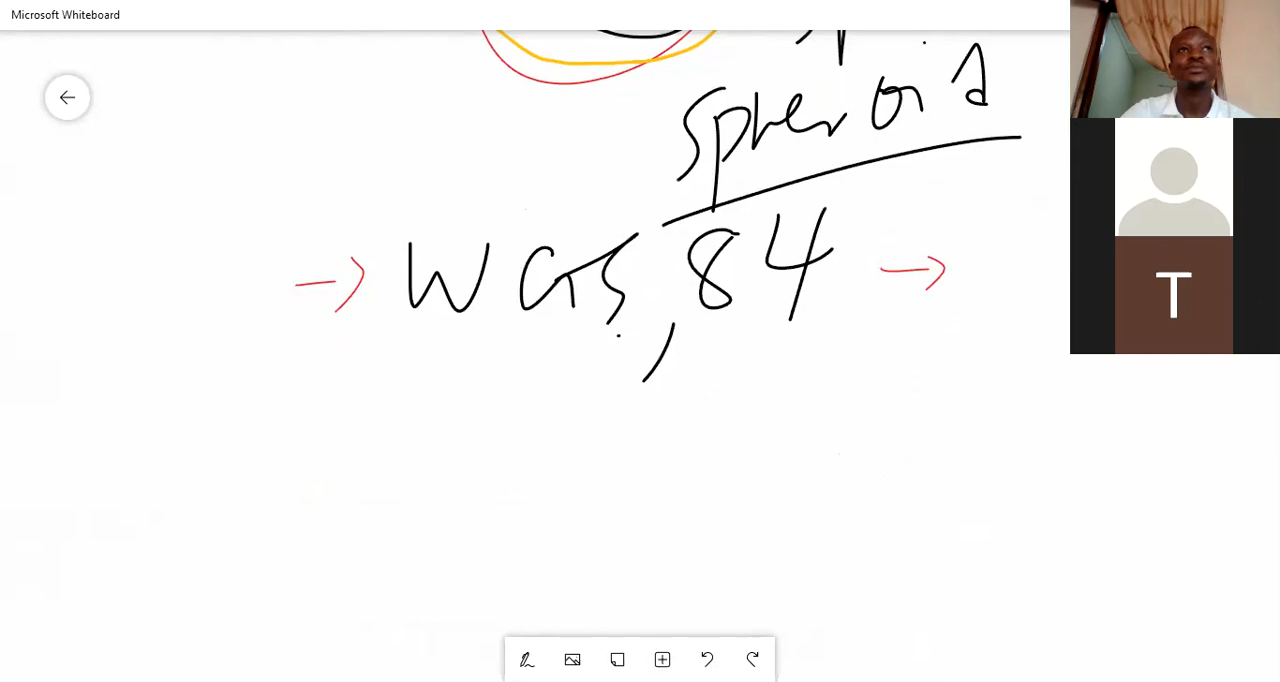 Microsoft Whiteboard
Spheroid
→ WGS, 84 →
T